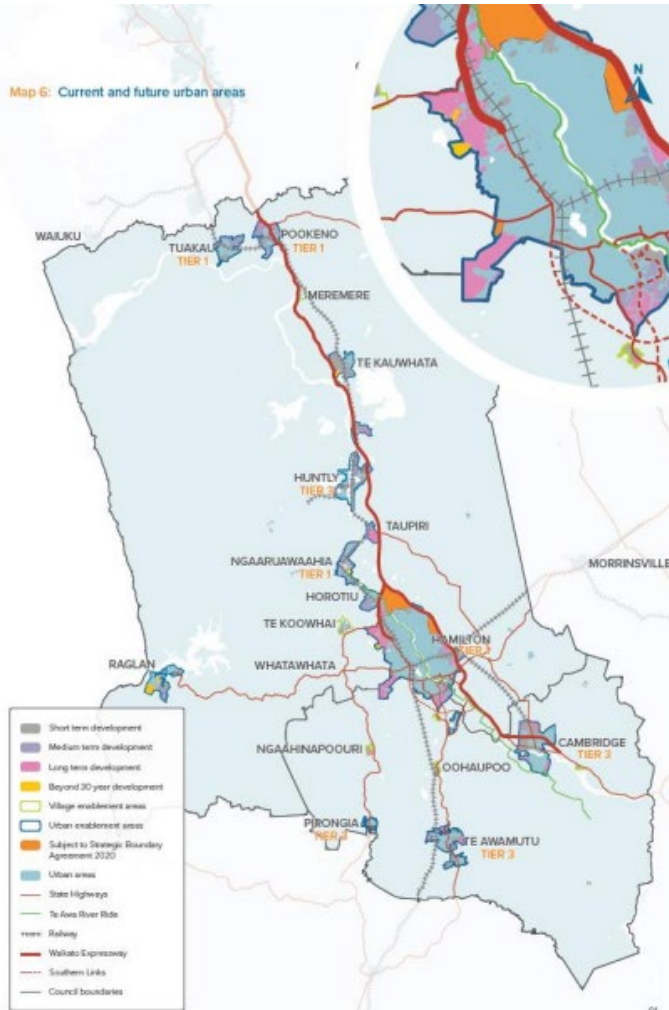 Map 6: Current and future urban areas
N
WAIUKU
TUAKAU
TIER 1
POOKENO
TIER 1
MEREMERE
TE KAUWHATA
HUNTLY
TIER 3
TAUPIRI
NGAARUAWAAHIA
TIER 1
MORRINSVILLE
HOROTIU
TE KOOWHAI
HAMILTON
WHATAWHATA
RAGLAN
NGAAHINAPOOURI
OOHAUPOO
CAMBRIDGE
TIER 3
PIRONGIA
TE AWAMUTU
TIER 3
Short term development
Medium term development
Long term development
Beyond 30-year development
Village enablement areas
Urban enablement areas
Subject to Strategic Boundary
Agreement 2020
Urban areas
State Highways
Te Awa River Ride
Railway
Waikato Expressway
Southern Links
Council boundaries